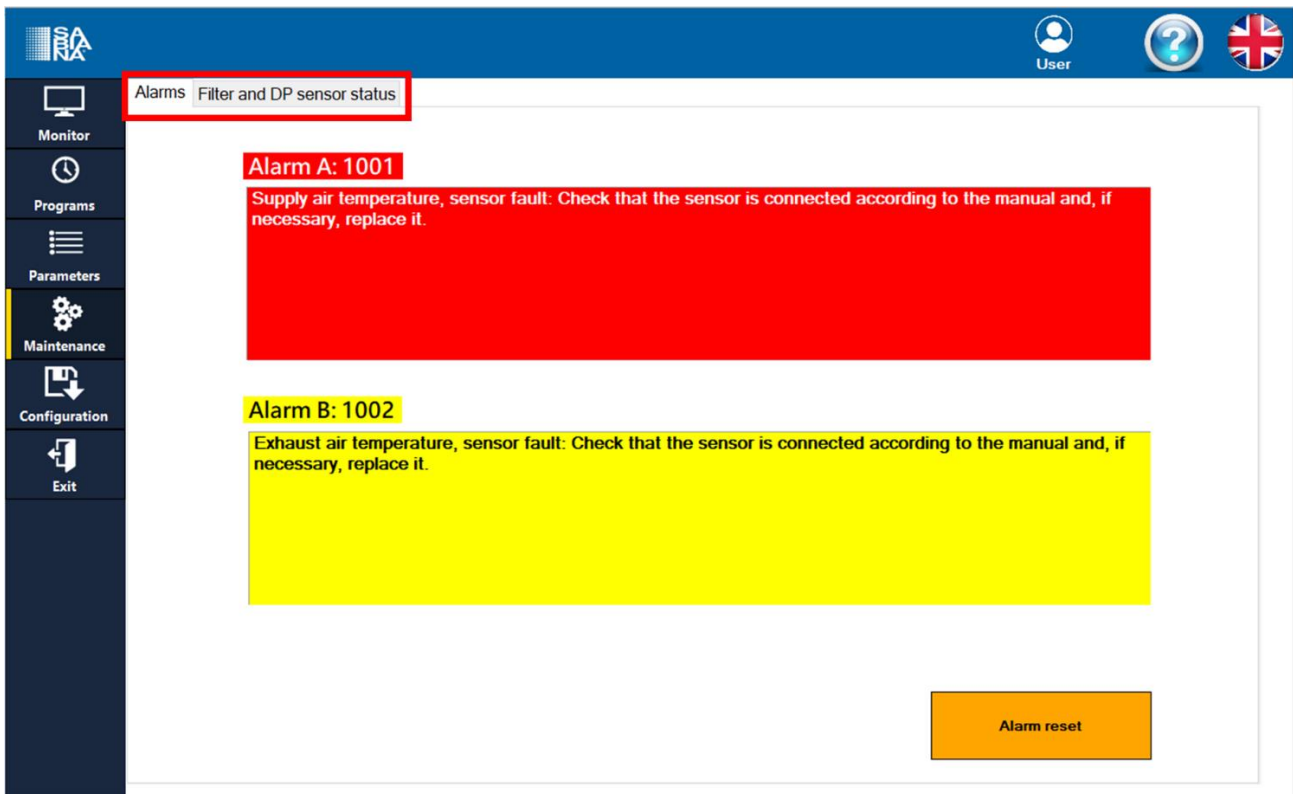 SA
BA
NA
User
Alarms Filter and DP sensor status
Monitor
Programs
Parameters
Maintenance
Configuration
Exit
Alarm A: 1001
Supply air temperature, sensor fault: Check that the sensor is connected according to the manual and, if
necessary, replace it.
Alarm B: 1002
Exhaust air temperature, sensor fault: Check that the sensor is connected according to the manual and, if
necessary, replace it.
Alarm reset